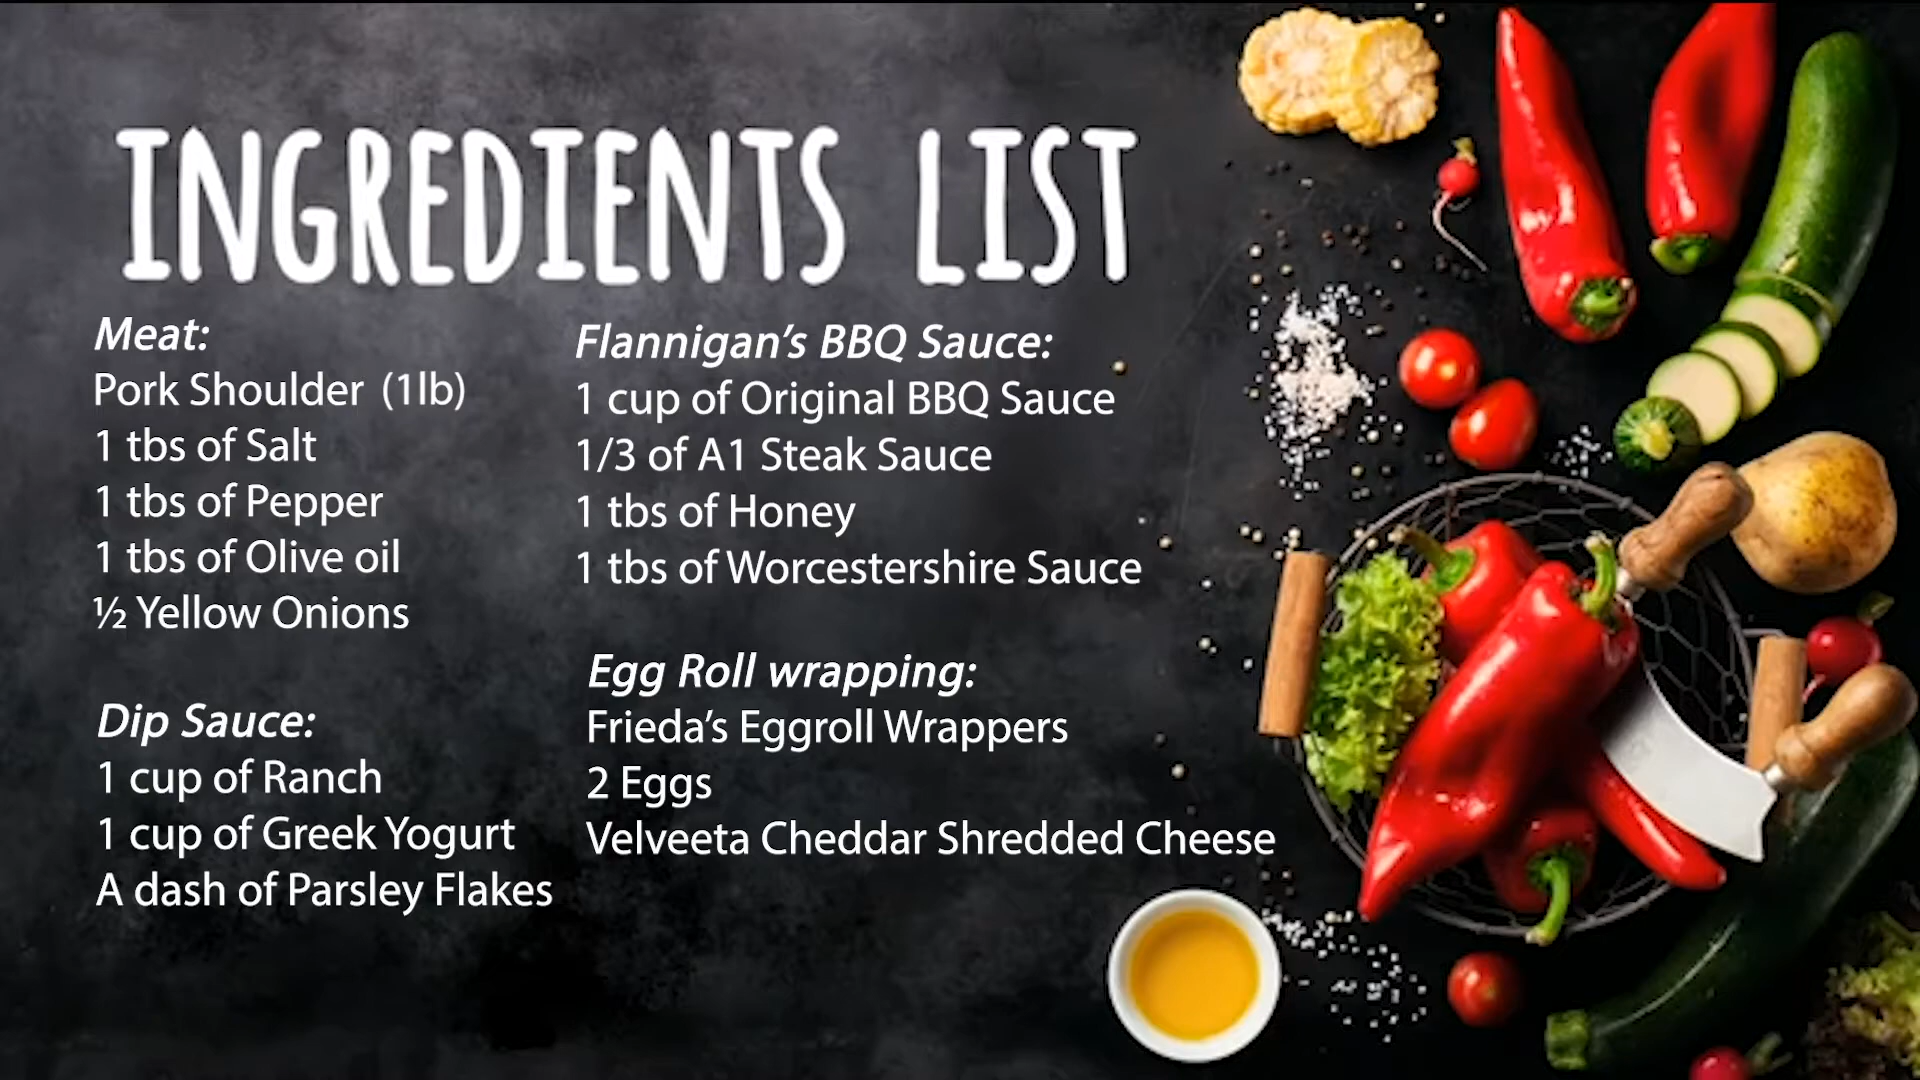 INGREDIENTS LIST
Meat:
Pork Shoulder (1lb)
1 tbs of Salt
1 tbs of Pepper
1 tbs of Olive oil
½ Yellow Onions
Dip Sauce:
1 cup of Ranch
1 cup of Greek Yogurt
A dash of Parsley Flakes
Flannigan’s BBQ Sauce:
1 cup of Original BBQ Sauce
1/3 of A1 Steak Sauce
1 tbs of Honey
1 tbs of Worcestershire Sauce
Egg Roll wrapping:
Frieda’s Eggroll Wrappers
2 Eggs
Velveeta Cheddar Shredded Cheese